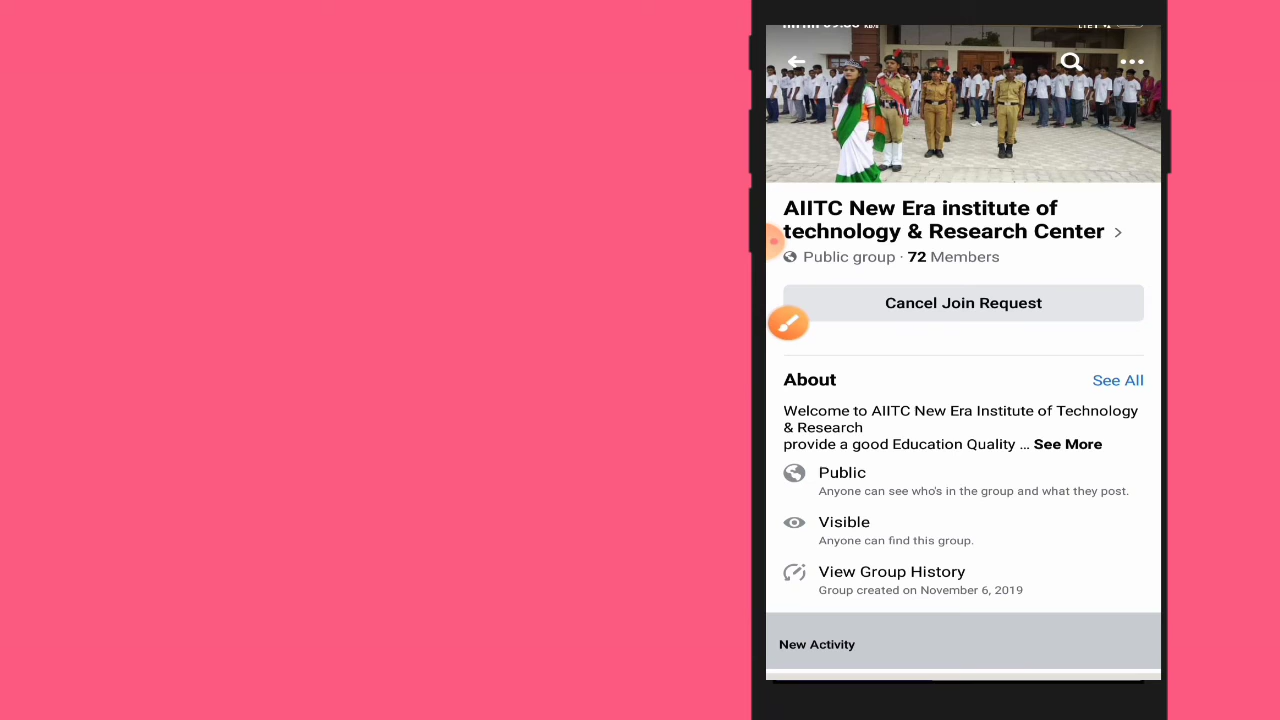 AIITC New Era institute of
technology & Research Center
Public group · 72 Members
Cancel Join Request
About
See All
Welcome to AIITC New Era Institute of Technology
& Research
provide a good Education Quality ... See More
Public
Anyone can see who's in the group and what they post.
Visible
Anyone can find this group.
View Group History
Group created on November 6, 2019
New Activity